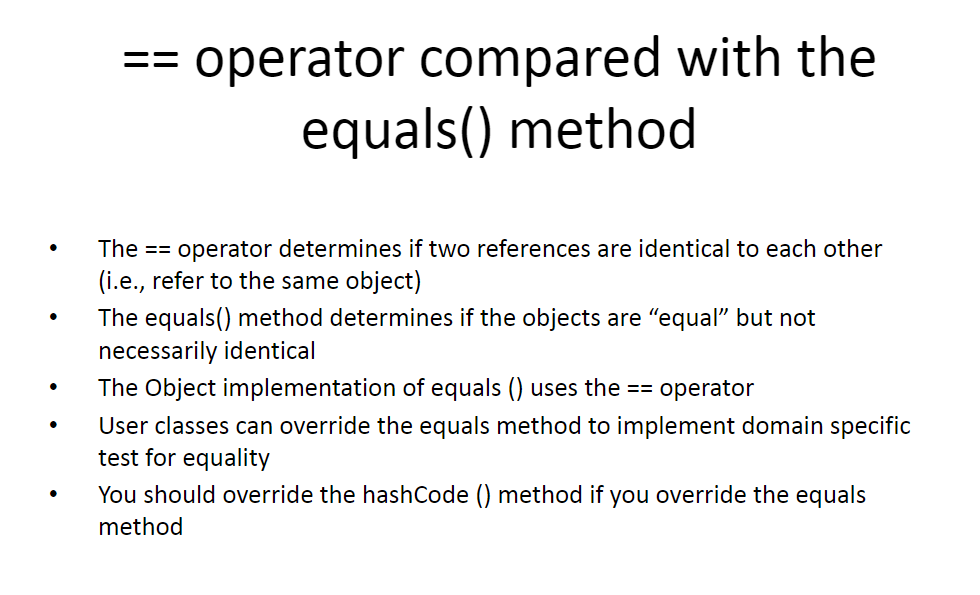 == operator compared with the
equals() method
• The == operator determines if two references are identical to each other
(i.e., refer to the same object)
• The equals() method determines if the objects are “equal” but not
necessarily identical
• The Object implementation of equals () uses the == operator
• User classes can override the equals method to implement domain specific
test for equality
• You should override the hashCode () method if you override the equals
method